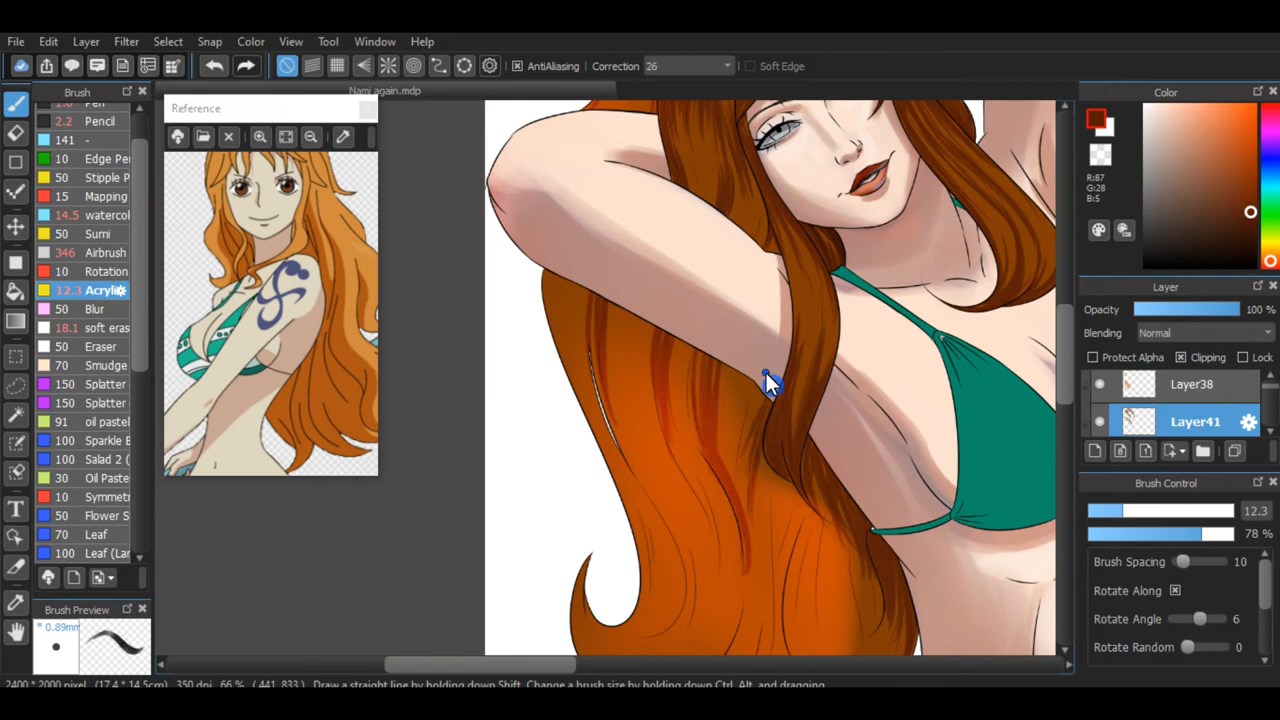 File Edit Layer Filter Select Snap Color View Tool Window Help
AntiAliasing Correction 26 Soft Edge
Brush
Nami again.mdp
Reference
Color
Pen
2.2 Pencil
141 -
10 Edge Pen
50 Stipple P
15 Mapping
14.5 watercol
50 Sumi
346 Airbrush
10 Rotation
12.3 Acryli
50 Blur
18.1 soft eras
50 Eraser
70 Smudge
150 Splatter
150 Splatter
91 oil pastel
100 Sparkle B
100 Salad 2 (
30 Oil Pastel
10 Symmetr
50 Flower S
70 Leaf
100 Leaf (Lar
Brush Preview
* 0.89mm
R:87
G:28
B:5
Layer
Opacity 100 %
Blending Normal
Protect Alpha Clipping Lock
Layer38
Layer41
Brush Control
12.3
78 %
Brush Spacing 10
Rotate Along
Rotate Angle 6
Rotate Random 0
2400 * 2000 pixel (17.4 * 14.5cm) 350 dpi 66 % ( 441, 833) Draw a straight line by holding down Shift, Change a brush size by holding down Ctrl, Alt, and dragging